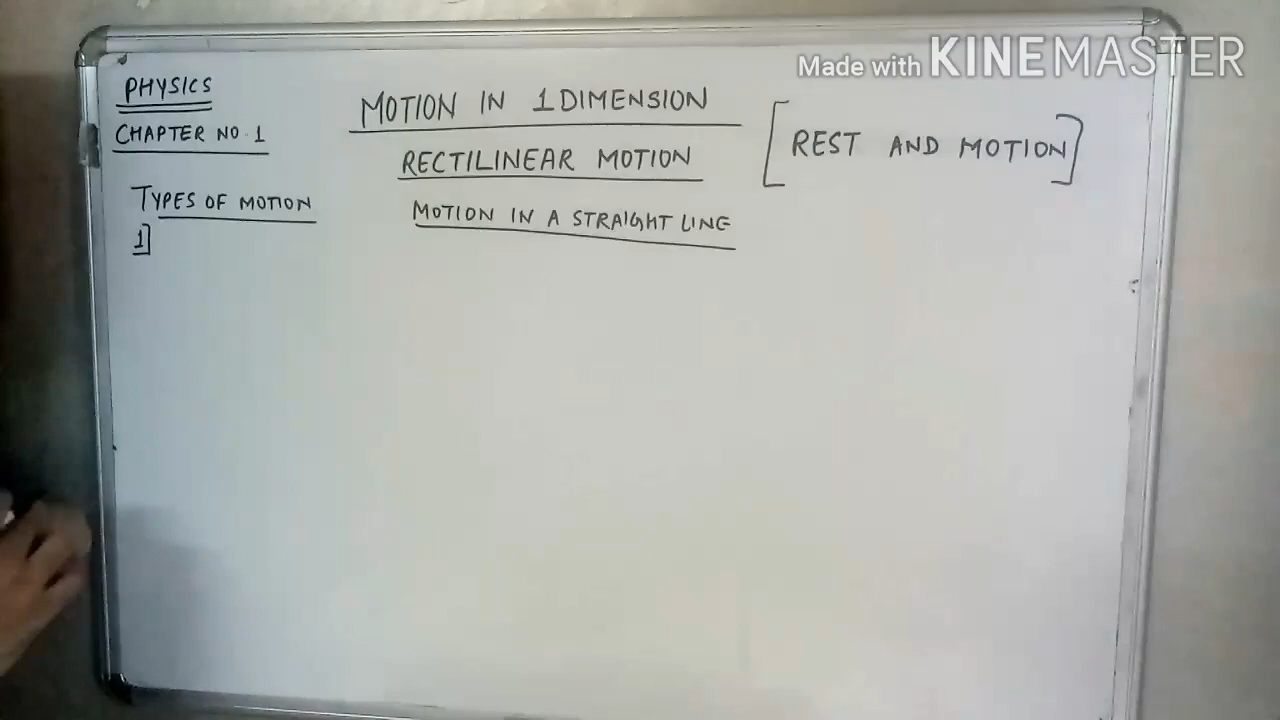 Made with KINEMASTER
PHYSICS
CHAPTER NO. 1
MOTION IN 1 DIMENSION
RECTILINEAR MOTION
MOTION IN A STRAIGHT LINE
[REST AND MOTION]
TYPES OF MOTION
1]